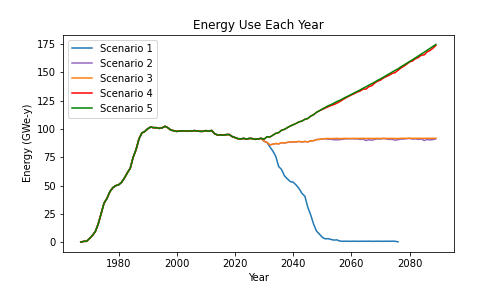 Energy Use Each Year
Scenario 1
Scenario 2
Scenario 3
Scenario 4
Scenario 5
Energy (GWe-y)
175
150
125
100
75
50
25
0
1980
2000
2020
2040
2060
2080
Year